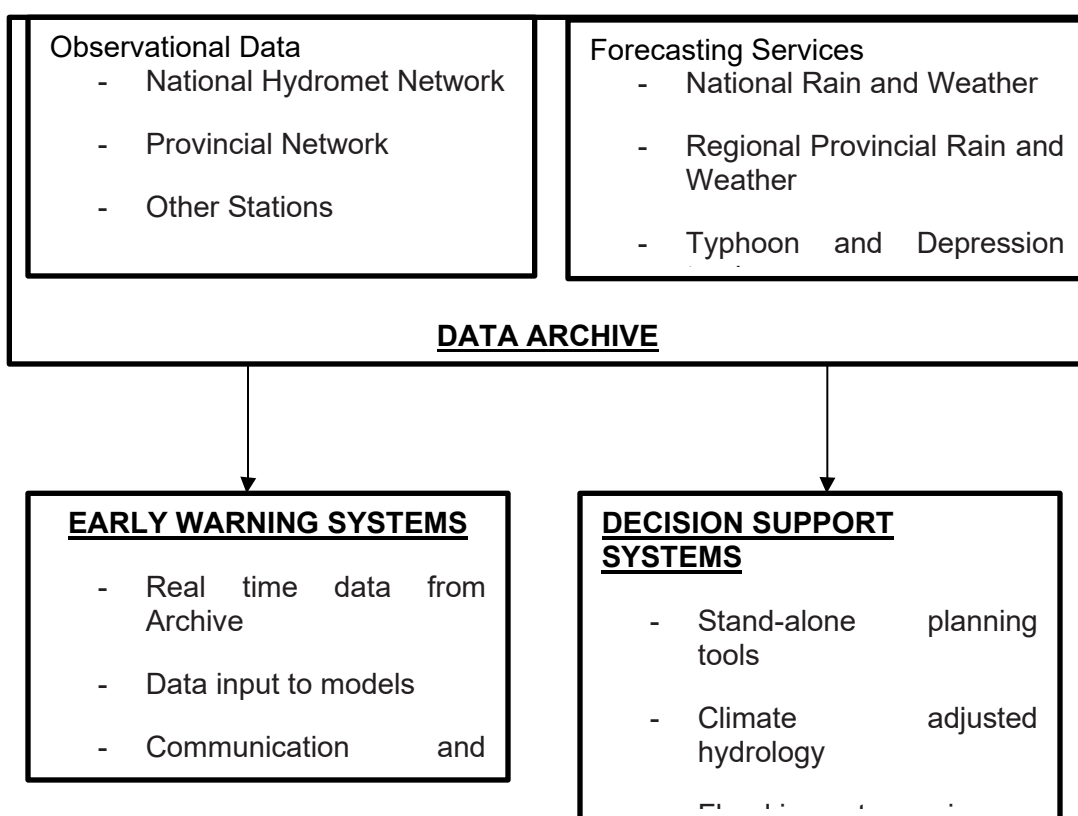 Observational Data
- National Hydromet Network
- Provincial Network
- Other Stations
Forecasting Services
- National Rain and Weather
- Regional Provincial Rain and
Weather
- Typhoon and Depression
DATA ARCHIVE
EARLY WARNING SYSTEMS
- Real time data from
Archive
- Data input to models
- Communication and
DECISION SUPPORT
SYSTEMS
- Stand-alone planning
tools
- Climate adjusted
hydrology